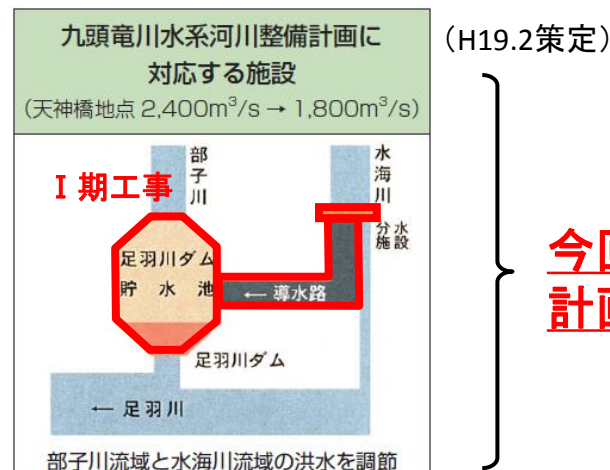 九頭竜川水系河川整備計画に
対応する施設
(天神橋地点 2,400m³/s → 1,800m³/s)
(H19.2策定)
部子川
水海川
Ⅰ期工事
分水施設
足羽川ダム
貯水池
← 導水路
足羽川ダム
← 足羽川
部子川流域と水海川流域の洪水を調節
今回
計画